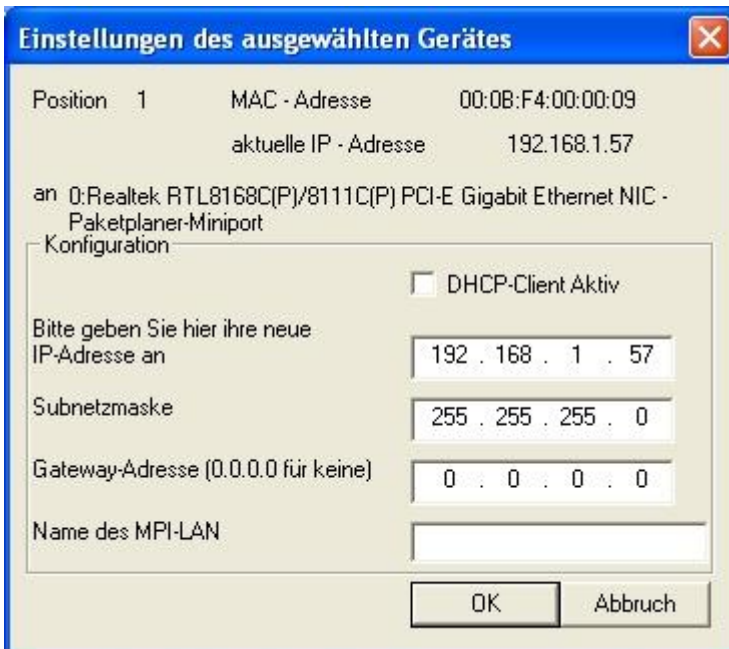 Einstellungen des ausgewählten Gerätes
Position 1 MAC - Adresse 00:0B:F4:00:00:09
aktuelle IP - Adresse 192.168.1.57
an 0:Realtek RTL8168C(P)/8111C(P) PCI-E Gigabit Ethernet NIC -
Paketplaner-Miniport
Konfiguration
DHCP-Client Aktiv
Bitte geben Sie hier ihre neue
IP-Adresse an 192 . 168 . 1 . 57
Subnetzmaske 255 . 255 . 255 . 0
Gateway-Adresse (0.0.0.0 für keine) 0 . 0 . 0 . 0
Name des MPI-LAN
OK Abbruch